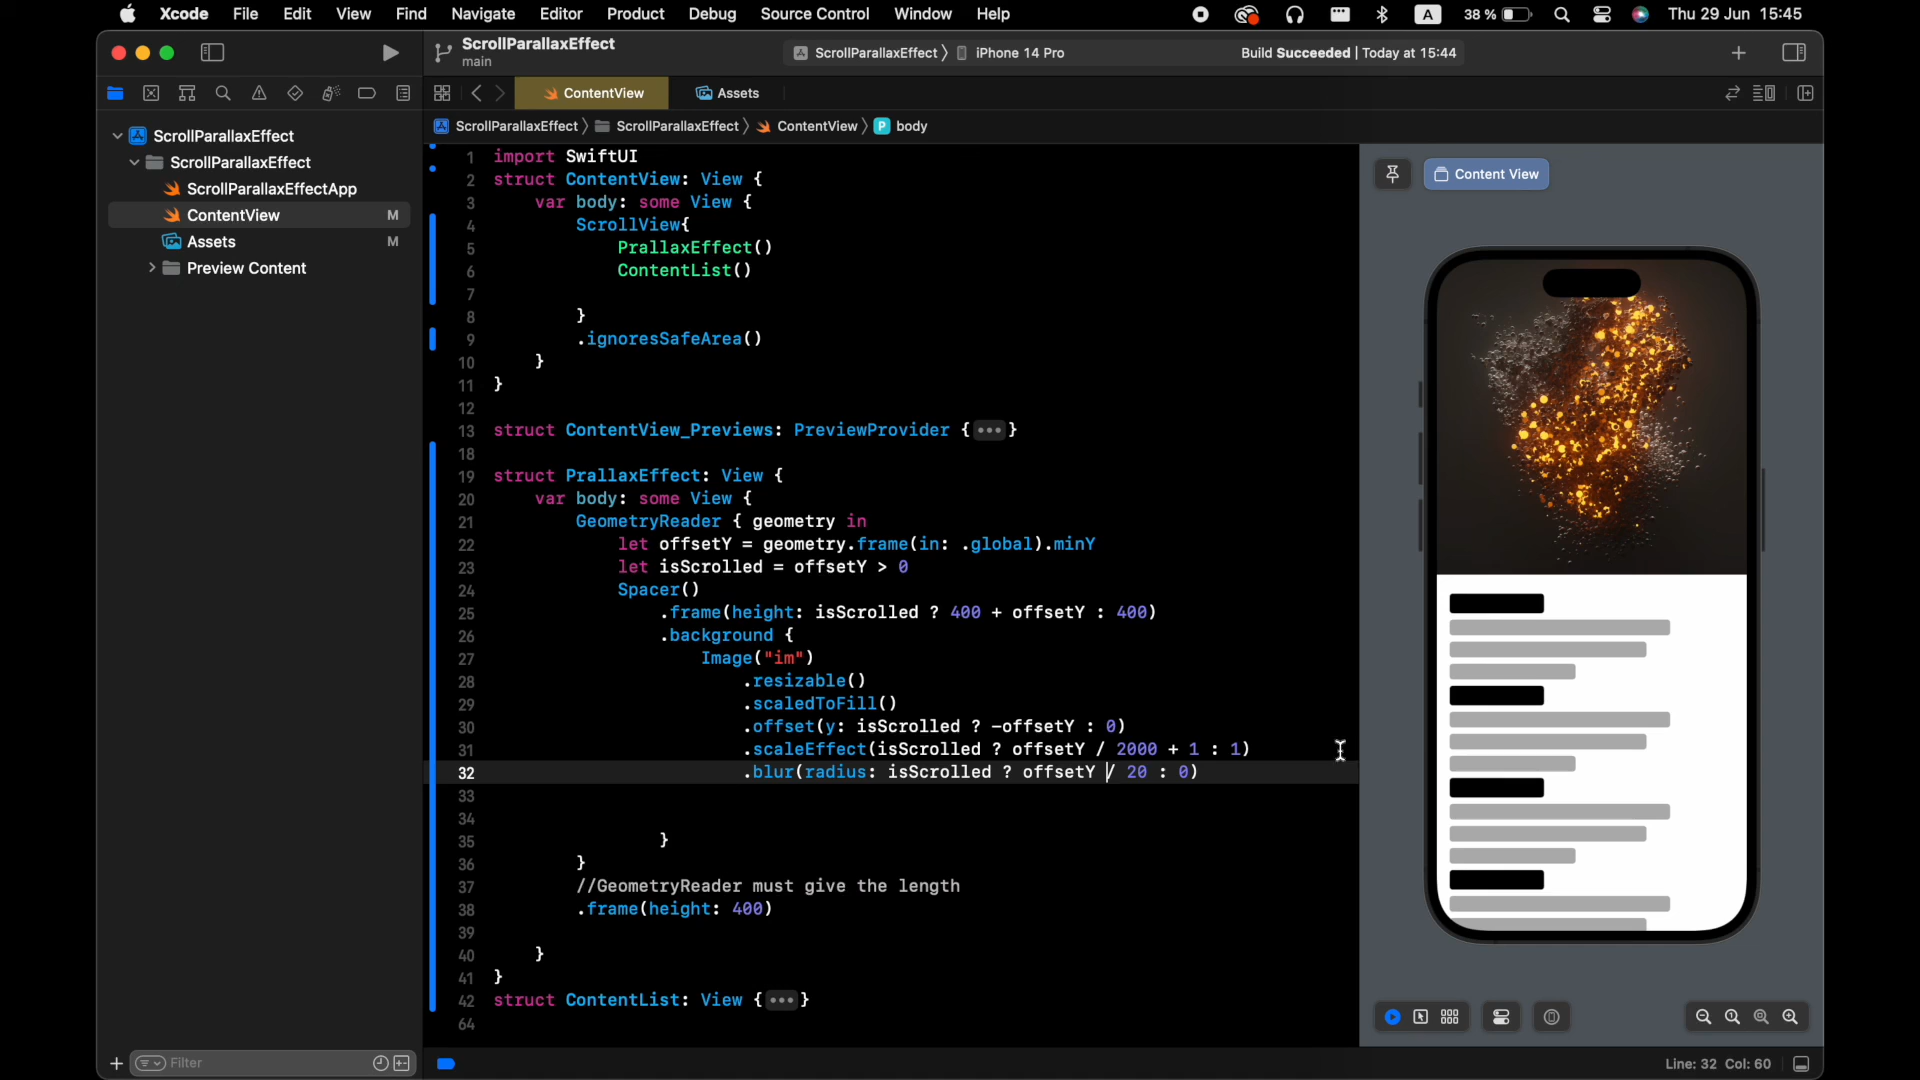 Xcode File Edit View Find Navigate Editor Product Debug Source Control Window Help A 38 % Thu 29 Jun 15:45
ScrollParallaxEffect
main
ScrollParallaxEffect 〉 iPhone 14 Pro
Build Succeeded | Today at 15:44
ContentView Assets
ScrollParallaxEffect 〉 ScrollParallaxEffect 〉 ContentView 〉 P body
ScrollParallaxEffect
ScrollParallaxEffect
ScrollParallaxEffectApp
ContentView M
Assets M
Preview Content
1 import SwiftUI
2 struct ContentView: View {
3 var body: some View {
4 ScrollView{
5 PrallaxEffect()
6 ContentList()
7
8 }
9 .ignoresSafeArea()
10 }
11 }
12
13 struct ContentView_Previews: PreviewProvider {•••}
18
19 struct PrallaxEffect: View {
20 var body: some View {
21 GeometryReader { geometry in
22 let offsetY = geometry.frame(in: .global).minY
23 let isScrolled = offsetY > 0
24 Spacer()
25 .frame(height: isScrolled ? 400 + offsetY : 400)
26 .background {
27 Image("im")
28 .resizable()
29 .scaledToFill()
30 .offset(y: isScrolled ? -offsetY : 0)
31 .scaleEffect(isScrolled ? offsetY / 2000 + 1 : 1)
32 .blur(radius: isScrolled ? offsetY / 20 : 0)
33
34
35 }
36 }
37 //GeometryReader must give the length
38 .frame(height: 400)
39
40 }
41 }
42 struct ContentList: View {•••}
64
Content View
Filter
Line: 32 Col: 60